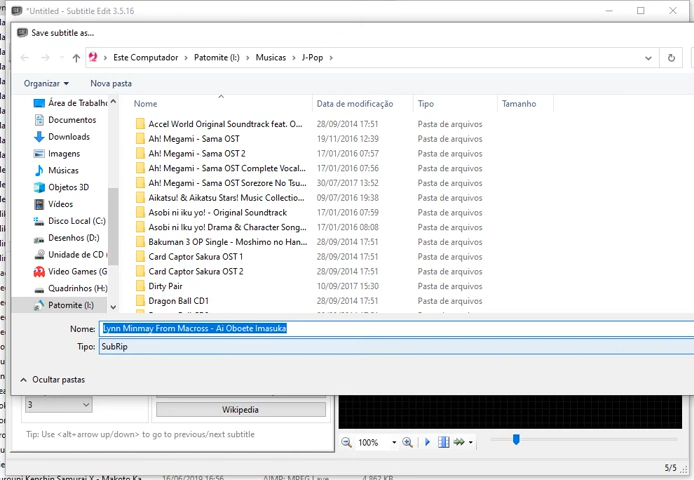 *Untitled - Subtitle Edit 3.5.16
Save subtitle as...
Este Computador > Patomite (I:) > Musicas > J-Pop >
Organizar Nova pasta
Nome Data de modificação Tipo Tamanho
Área de Trabalho
Documentos
Downloads
Imagens
Músicas
Objetos 3D
Vídeos
Disco Local (C:)
Desenhos (D:)
Unidade de CD
Video Games (G
Quadrinhos (H:)
Patomite (I:)
Accel World Original Soundtrack feat. O... 28/09/2014 17:51 Pasta de arquivos
Ah! Megami - Sama OST 19/11/2016 12:39 Pasta de arquivos
Ah! Megami - Sama OST 2 17/01/2016 07:57 Pasta de arquivos
Ah! Megami - Sama OST Complete Vocal... 17/01/2016 07:56 Pasta de arquivos
Ah! Megami - Sama OST Sorezore No Tsu... 30/07/2017 13:52 Pasta de arquivos
Aikatsu! & Aikatsu Stars! Music Collectio... 09/07/2016 19:38 Pasta de arquivos
Asobi ni iku yo! - Original Soundtrack 17/01/2016 07:59 Pasta de arquivos
Asobi ni Iku yo! Drama & Character Song... 17/01/2016 08:08 Pasta de arquivos
Bakuman 3 OP Single - Moshimo no Han... 28/09/2014 17:51 Pasta de arquivos
Card Captor Sakura OST 1 28/09/2014 17:51 Pasta de arquivos
Card Captor Sakura OST 2 28/09/2014 17:51 Pasta de arquivos
Dirty Pair 10/09/2017 15:30 Pasta de arquivos
Dragon Ball CD1 28/09/2014 17:51 Pasta de arquivos
Nome: Lynn Minmay From Macross - Ai Oboete Imasuka
Tipo: SubRip
Ocultar pastas
3
Wikipedia
Tip: Use <alt+arrow up/down> to go to previous/next subtitle
100%
5/5
urouni Kenshin Samurai X - Makoto Ka 16/06/2019 16:56 AIMP: MPEG Laye 4.862 KB